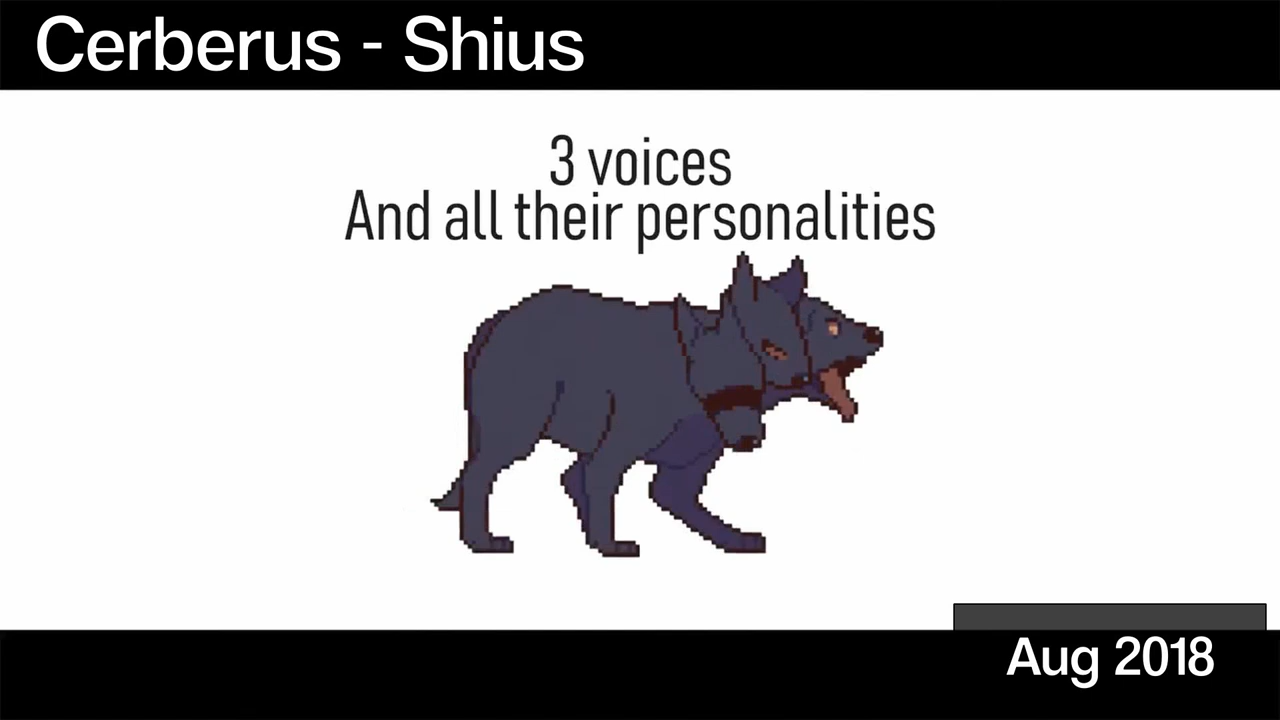 Cerberus - Shius
3 voices
And all their personalities
Aug 2018